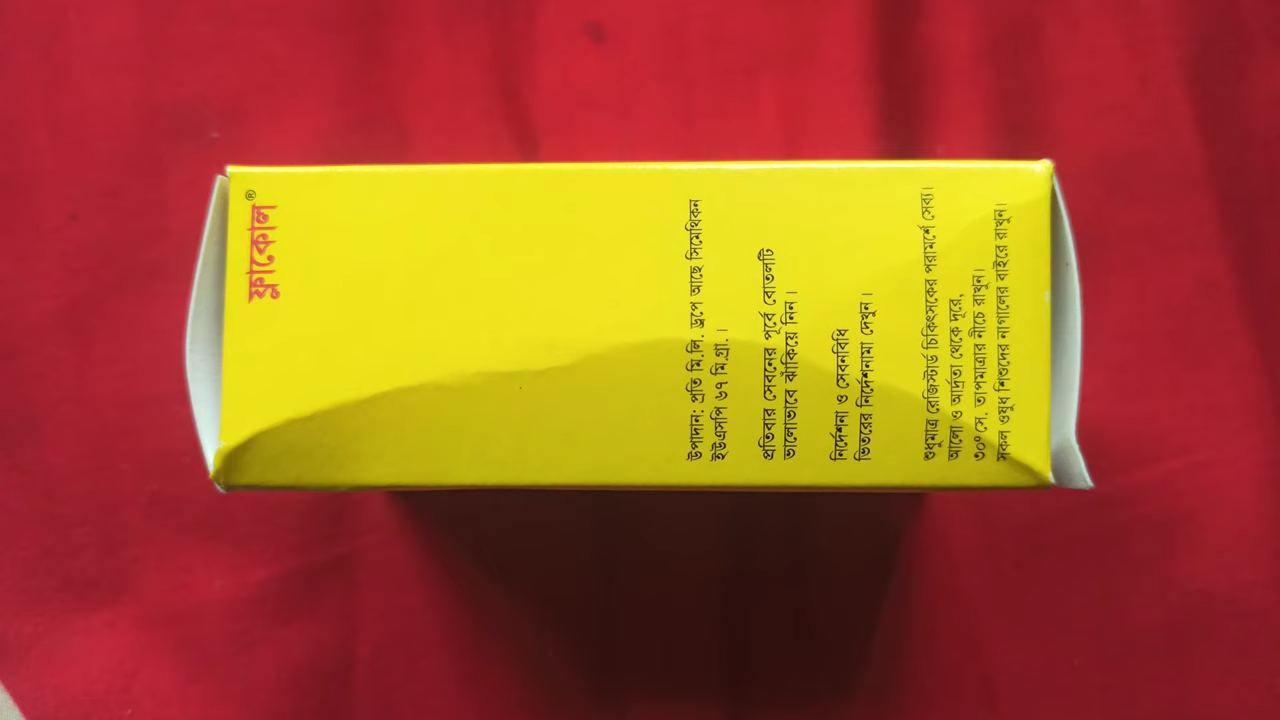 ফ্লাকোল®
উপাদান: প্রতি মি.লি. ড্রপে আছে সিমেথিকন
ইউএসপি ৬৭ মি.গ্রা. ।
প্রতিবার সেবনের পূর্বে বোতলটি
ভালোভাবে ঝাঁকিয়ে নিন ।
নির্দেশনা ও সেবনবিধি
ভিতরের নির্দেশনামা দেখুন ।
শুধুমাত্র রেজিস্টার্ড চিকিৎসকের পরামর্শে সেব্য।
আলো ও আর্দ্রতা থেকে দূরে,
৩০° সে. তাপমাত্রার নীচে রাখুন।
সকল ওষুধ শিশুদের নাগালের বাইরে রাখুন।